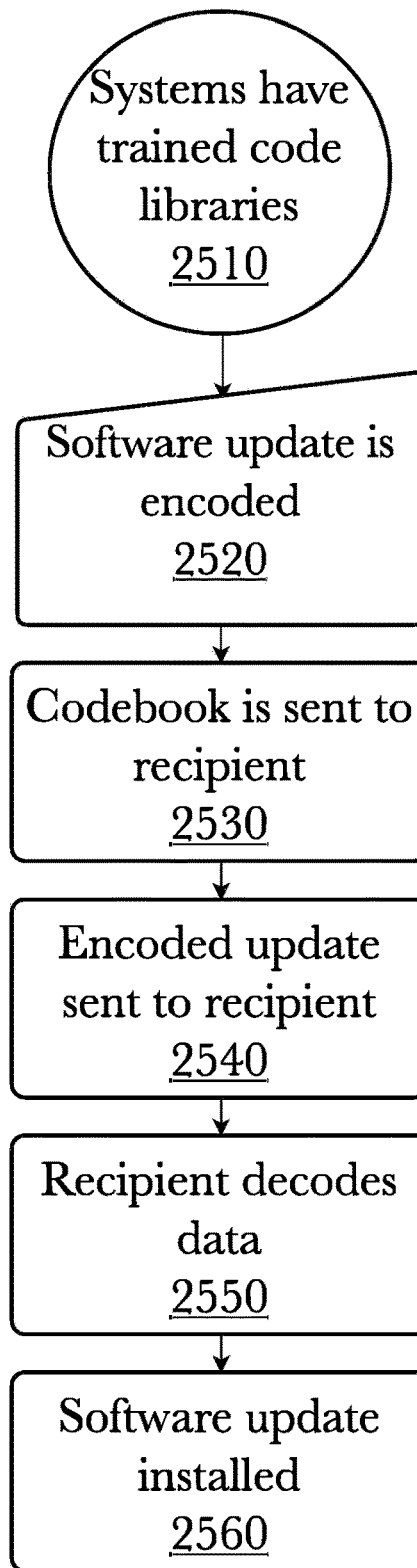 Systems have
trained code
libraries
2510
Software update is
encoded
2520
Codebook is sent to
recipient
2530
Encoded update
sent to recipient
2540
Recipient decodes
data
2550
Software update
installed
2560